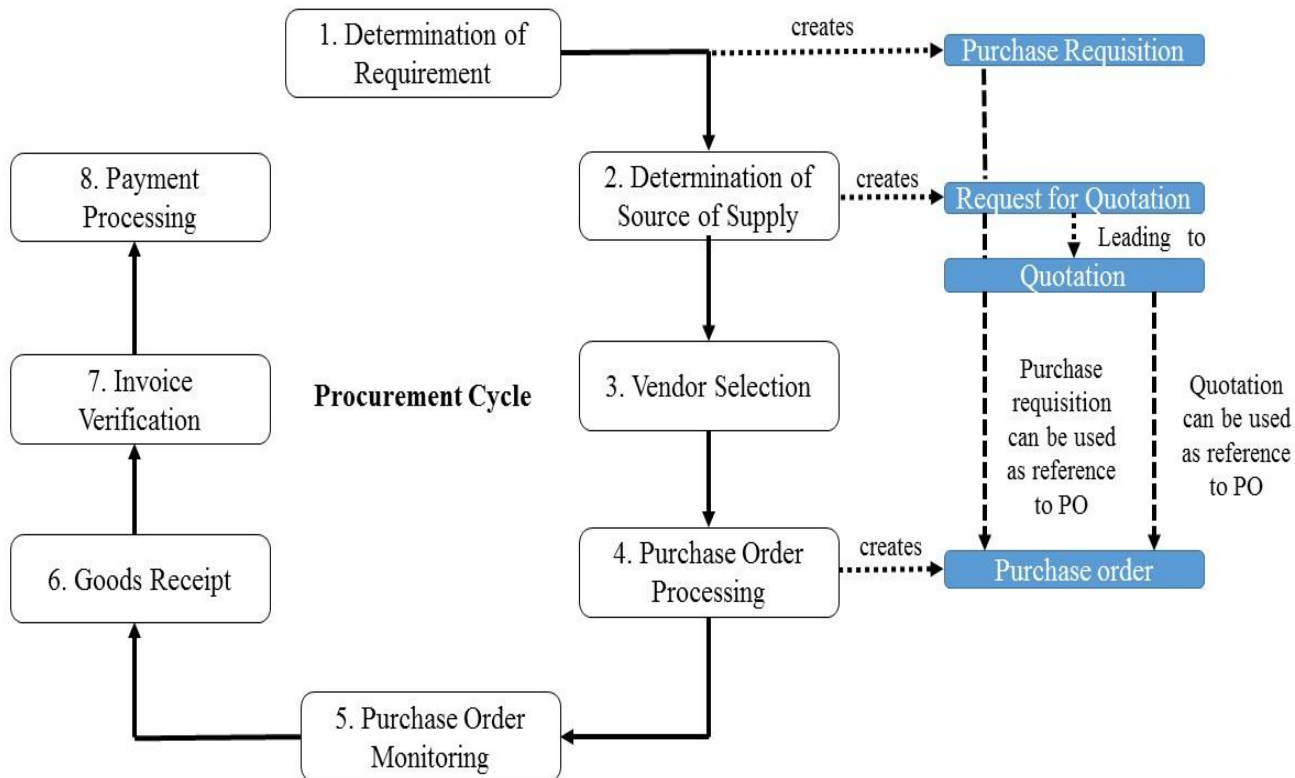 1. Determination of
Requirement
creates
Purchase Requisition
8. Payment
Processing
2. Determination of
Source of Supply
creates
Request for Quotation
Leading to
Quotation
7. Invoice
Verification
Procurement Cycle
3. Vendor Selection
Purchase
requisition
can be used
as reference
to PO
Quotation
can be used
as reference
to PO
6. Goods Receipt
4. Purchase Order
Processing
creates
Purchase order
5. Purchase Order
Monitoring